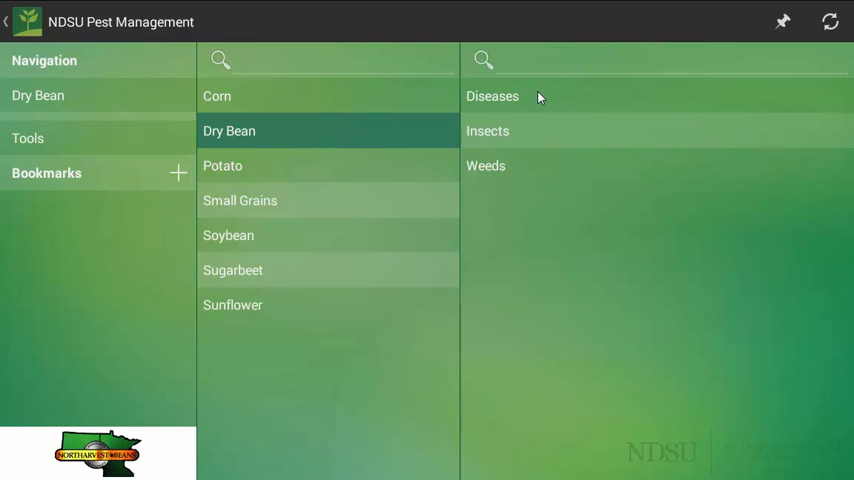 NDSU Pest Management
Navigation
Dry Bean
Tools
Bookmarks
Corn
Dry Bean
Potato
Small Grains
Soybean
Sugarbeet
Sunflower
Diseases
Insects
Weeds
NORTHARVEST BEANS
NDSU